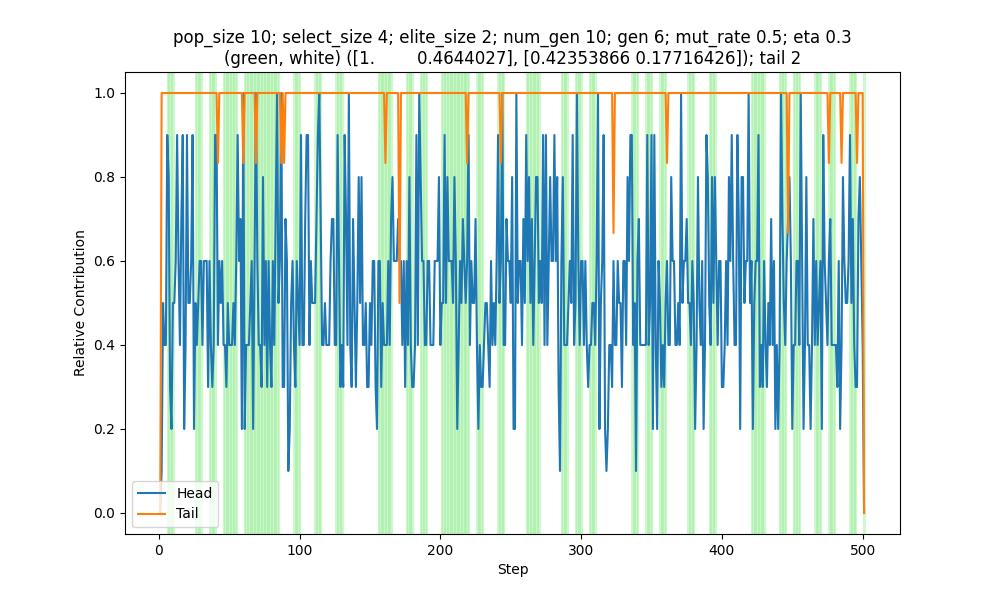 pop_size 10; select_size 4; elite_size 2; num_gen 10; gen 6; mut_rate 0.5; eta 0.3
(green, white) ([1. 0.4644027], [0.42353866 0.17716426]); tail 2
1.0
0.8
0.6
0.4
0.2
0.0
Relative Contribution
Head
Tail
0 100 200 300 400 500
Step